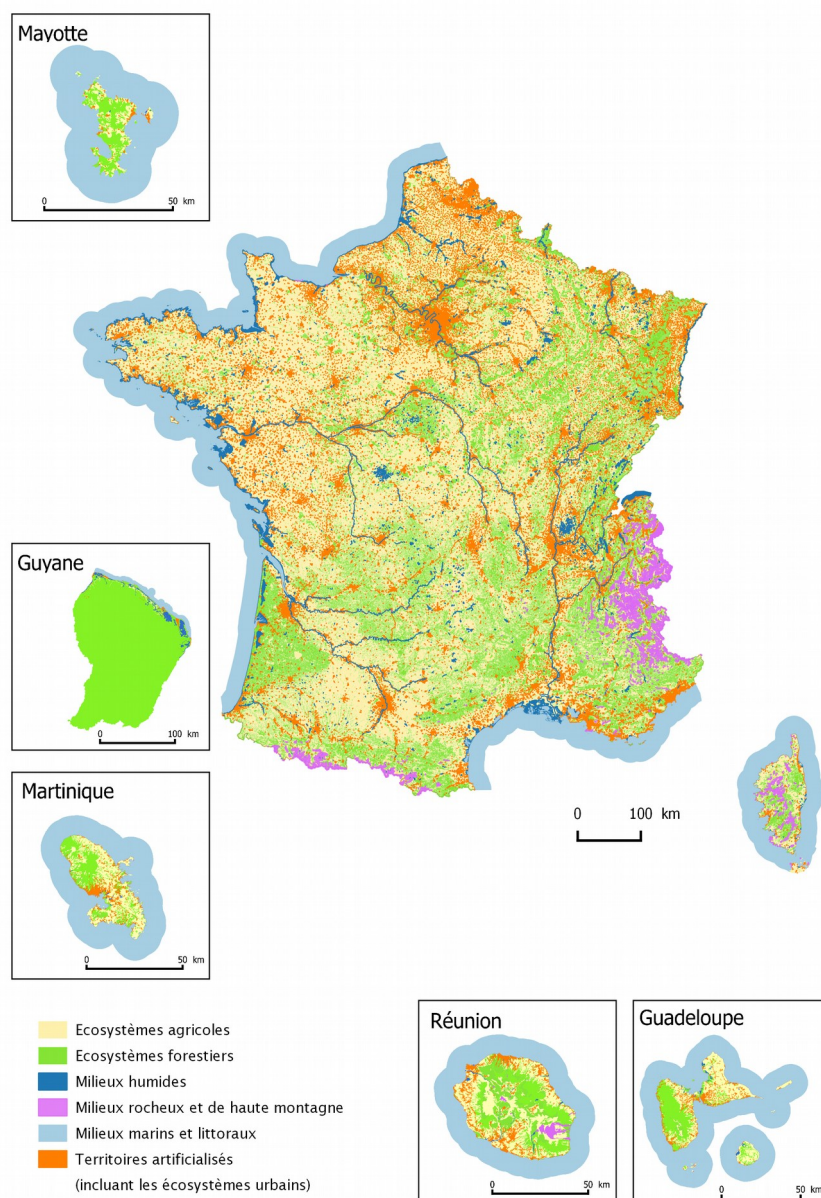 Mayotte
0 50 km
Guyane
0 100 km
Martinique
0 50 km
0 100 km
Ecosystèmes agricoles
Ecosystèmes forestiers
Milieux humides
Milieux rocheux et de haute montagne
Milieux marins et littoraux
Territoires artificialisés
(incluant les écosystèmes urbains)
Réunion
0 50 km
Guadeloupe
0 50 km